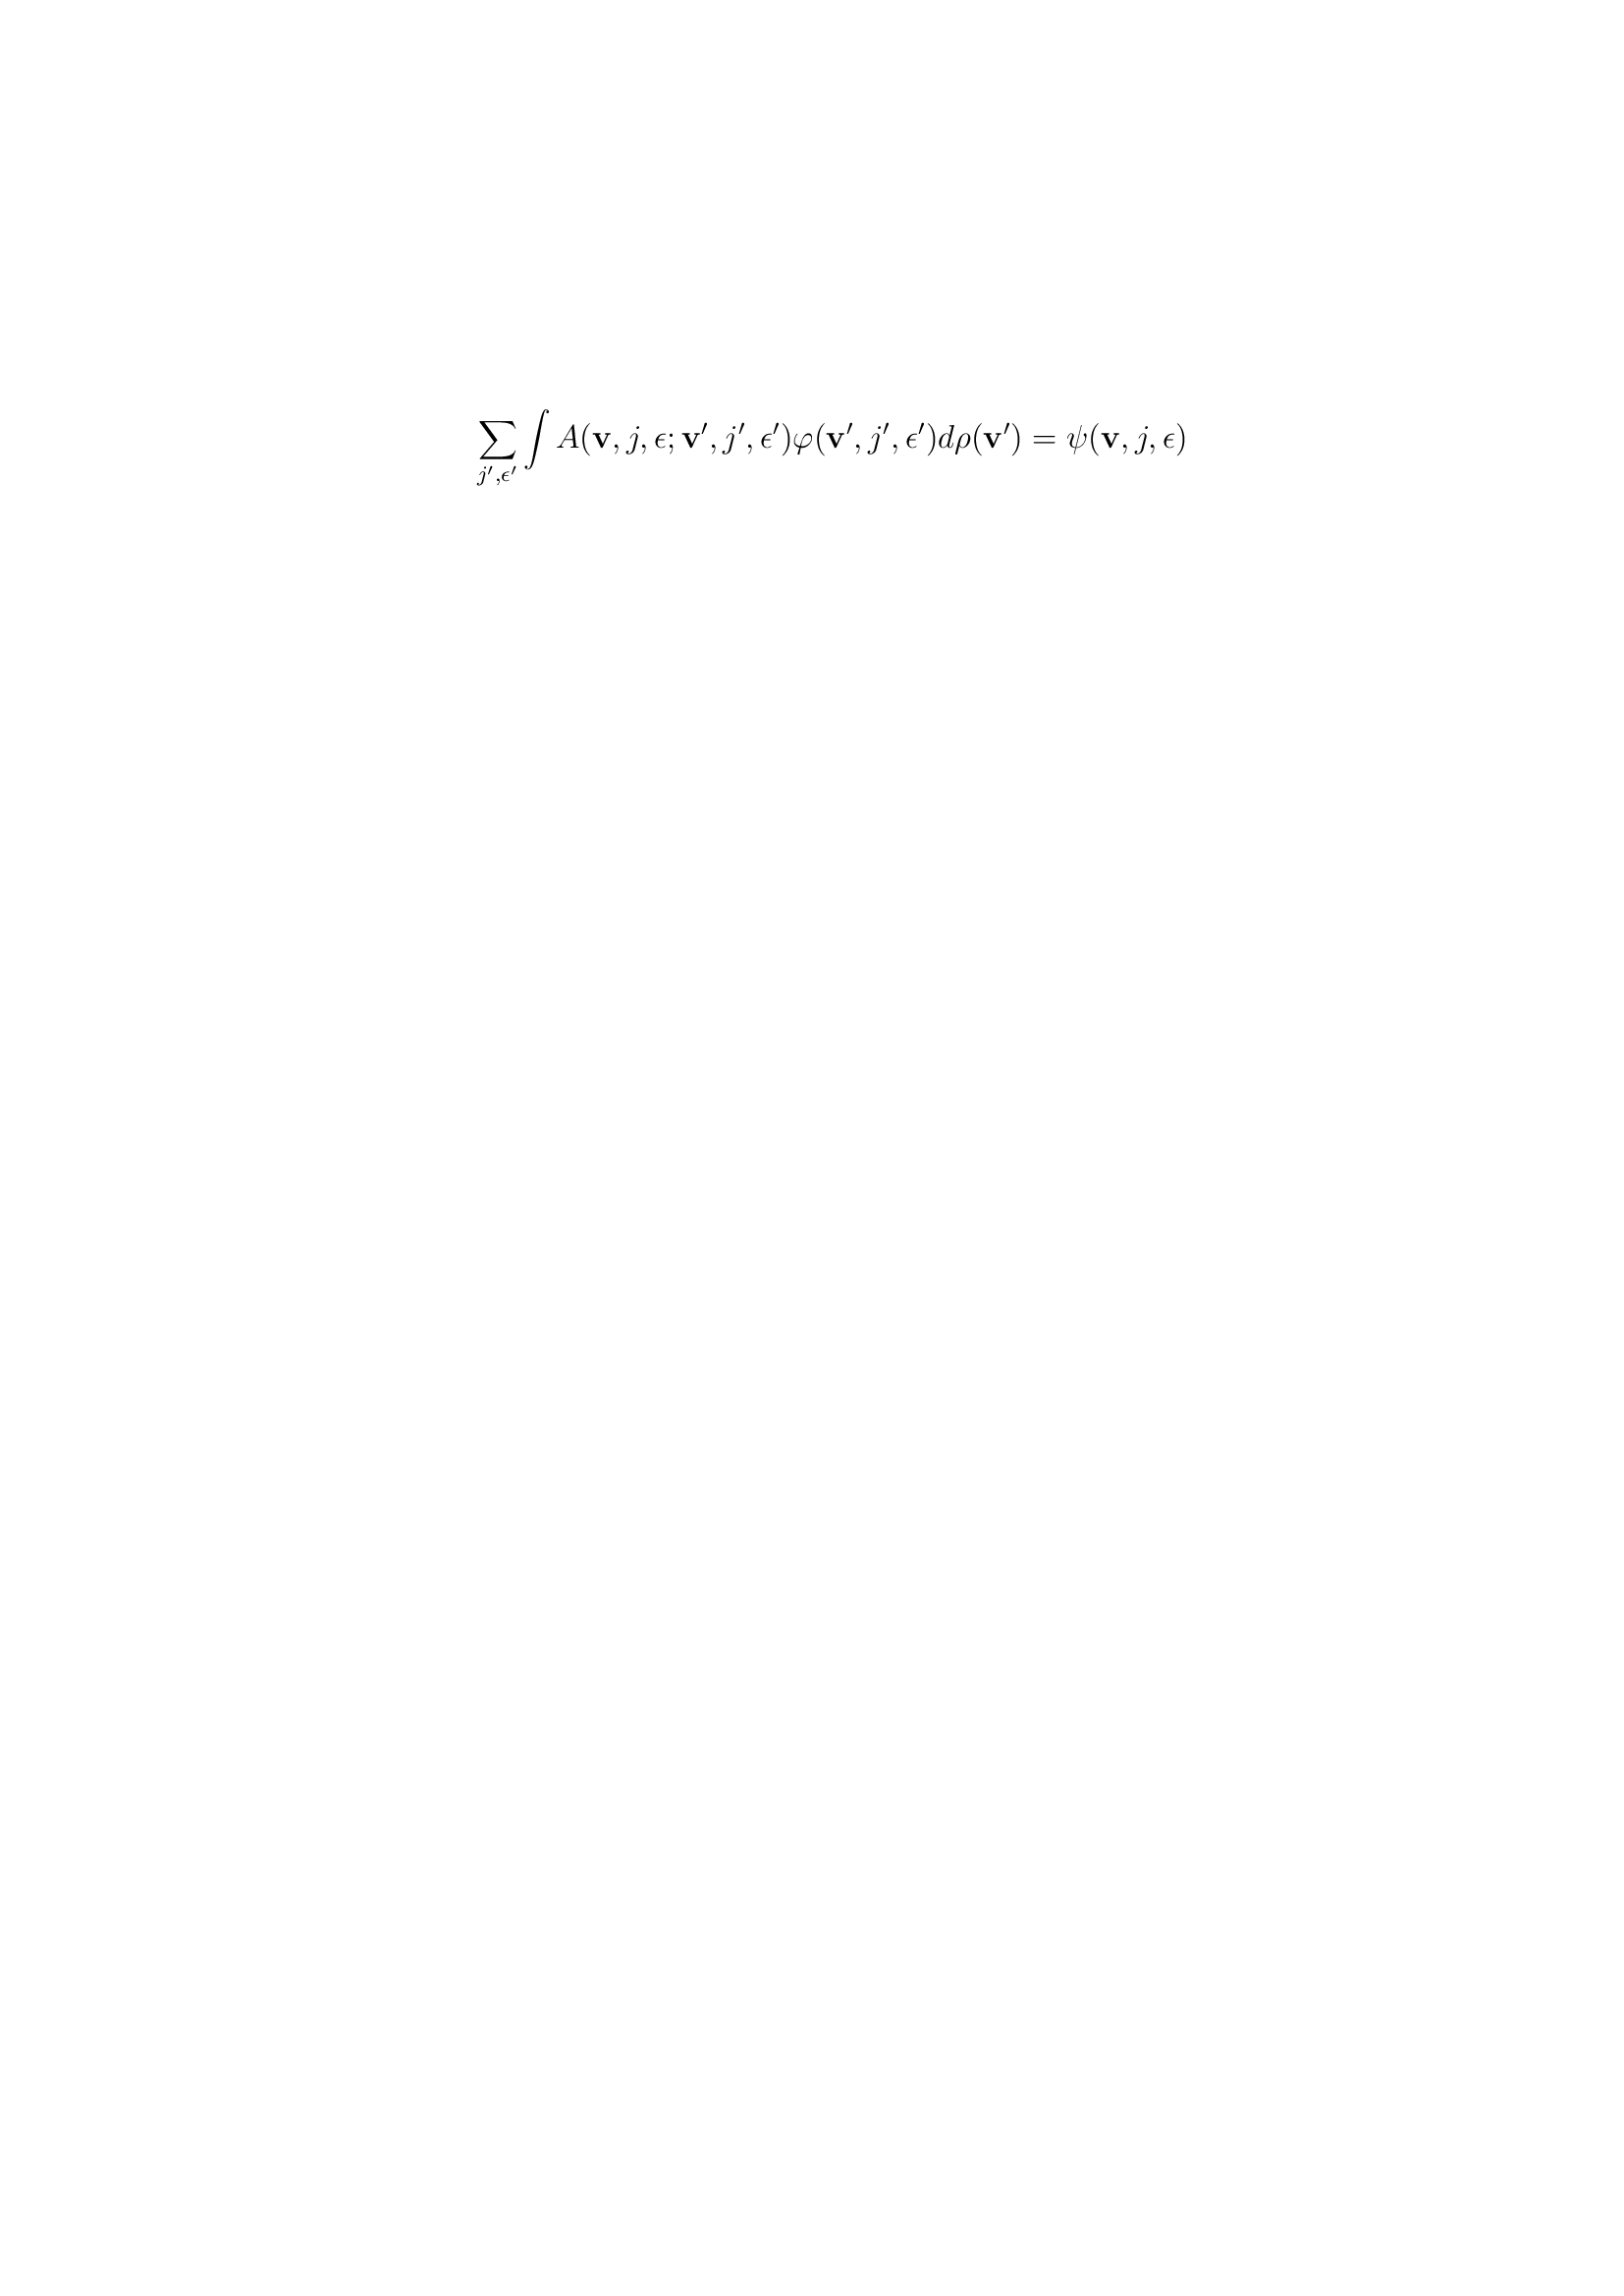 \sum_{j',\epsilon'} \int A(\mathbf{v}, j, \epsilon; \mathbf{v}', j', \epsilon') \varphi(\mathbf{v}', j', \epsilon') d\rho(\mathbf{v}') = \psi(\mathbf{v}, j, \epsilon)